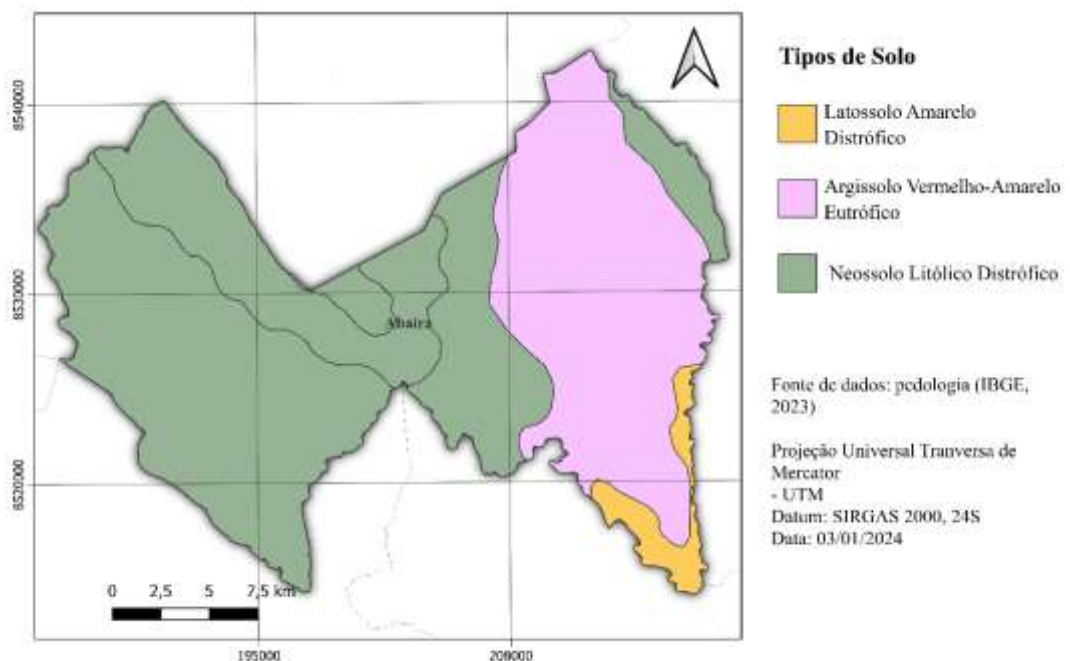 Tipos de Solo
Latossolo Amarelo
Distrófico
Argissolo Vermelho-Amarelo
Eutrófico
Neossolo Litólico Distrófico
Fonte de dados: pedologia (IBGE,
2023)
Projeção Universal Tranversa de
Mercator
- UTM
Datum: SIRGAS 2000, 24S
Data: 03/01/2024
8540000
8530000
8520000
Abaíra
0 2,5 5 7,5 km
195000
208000